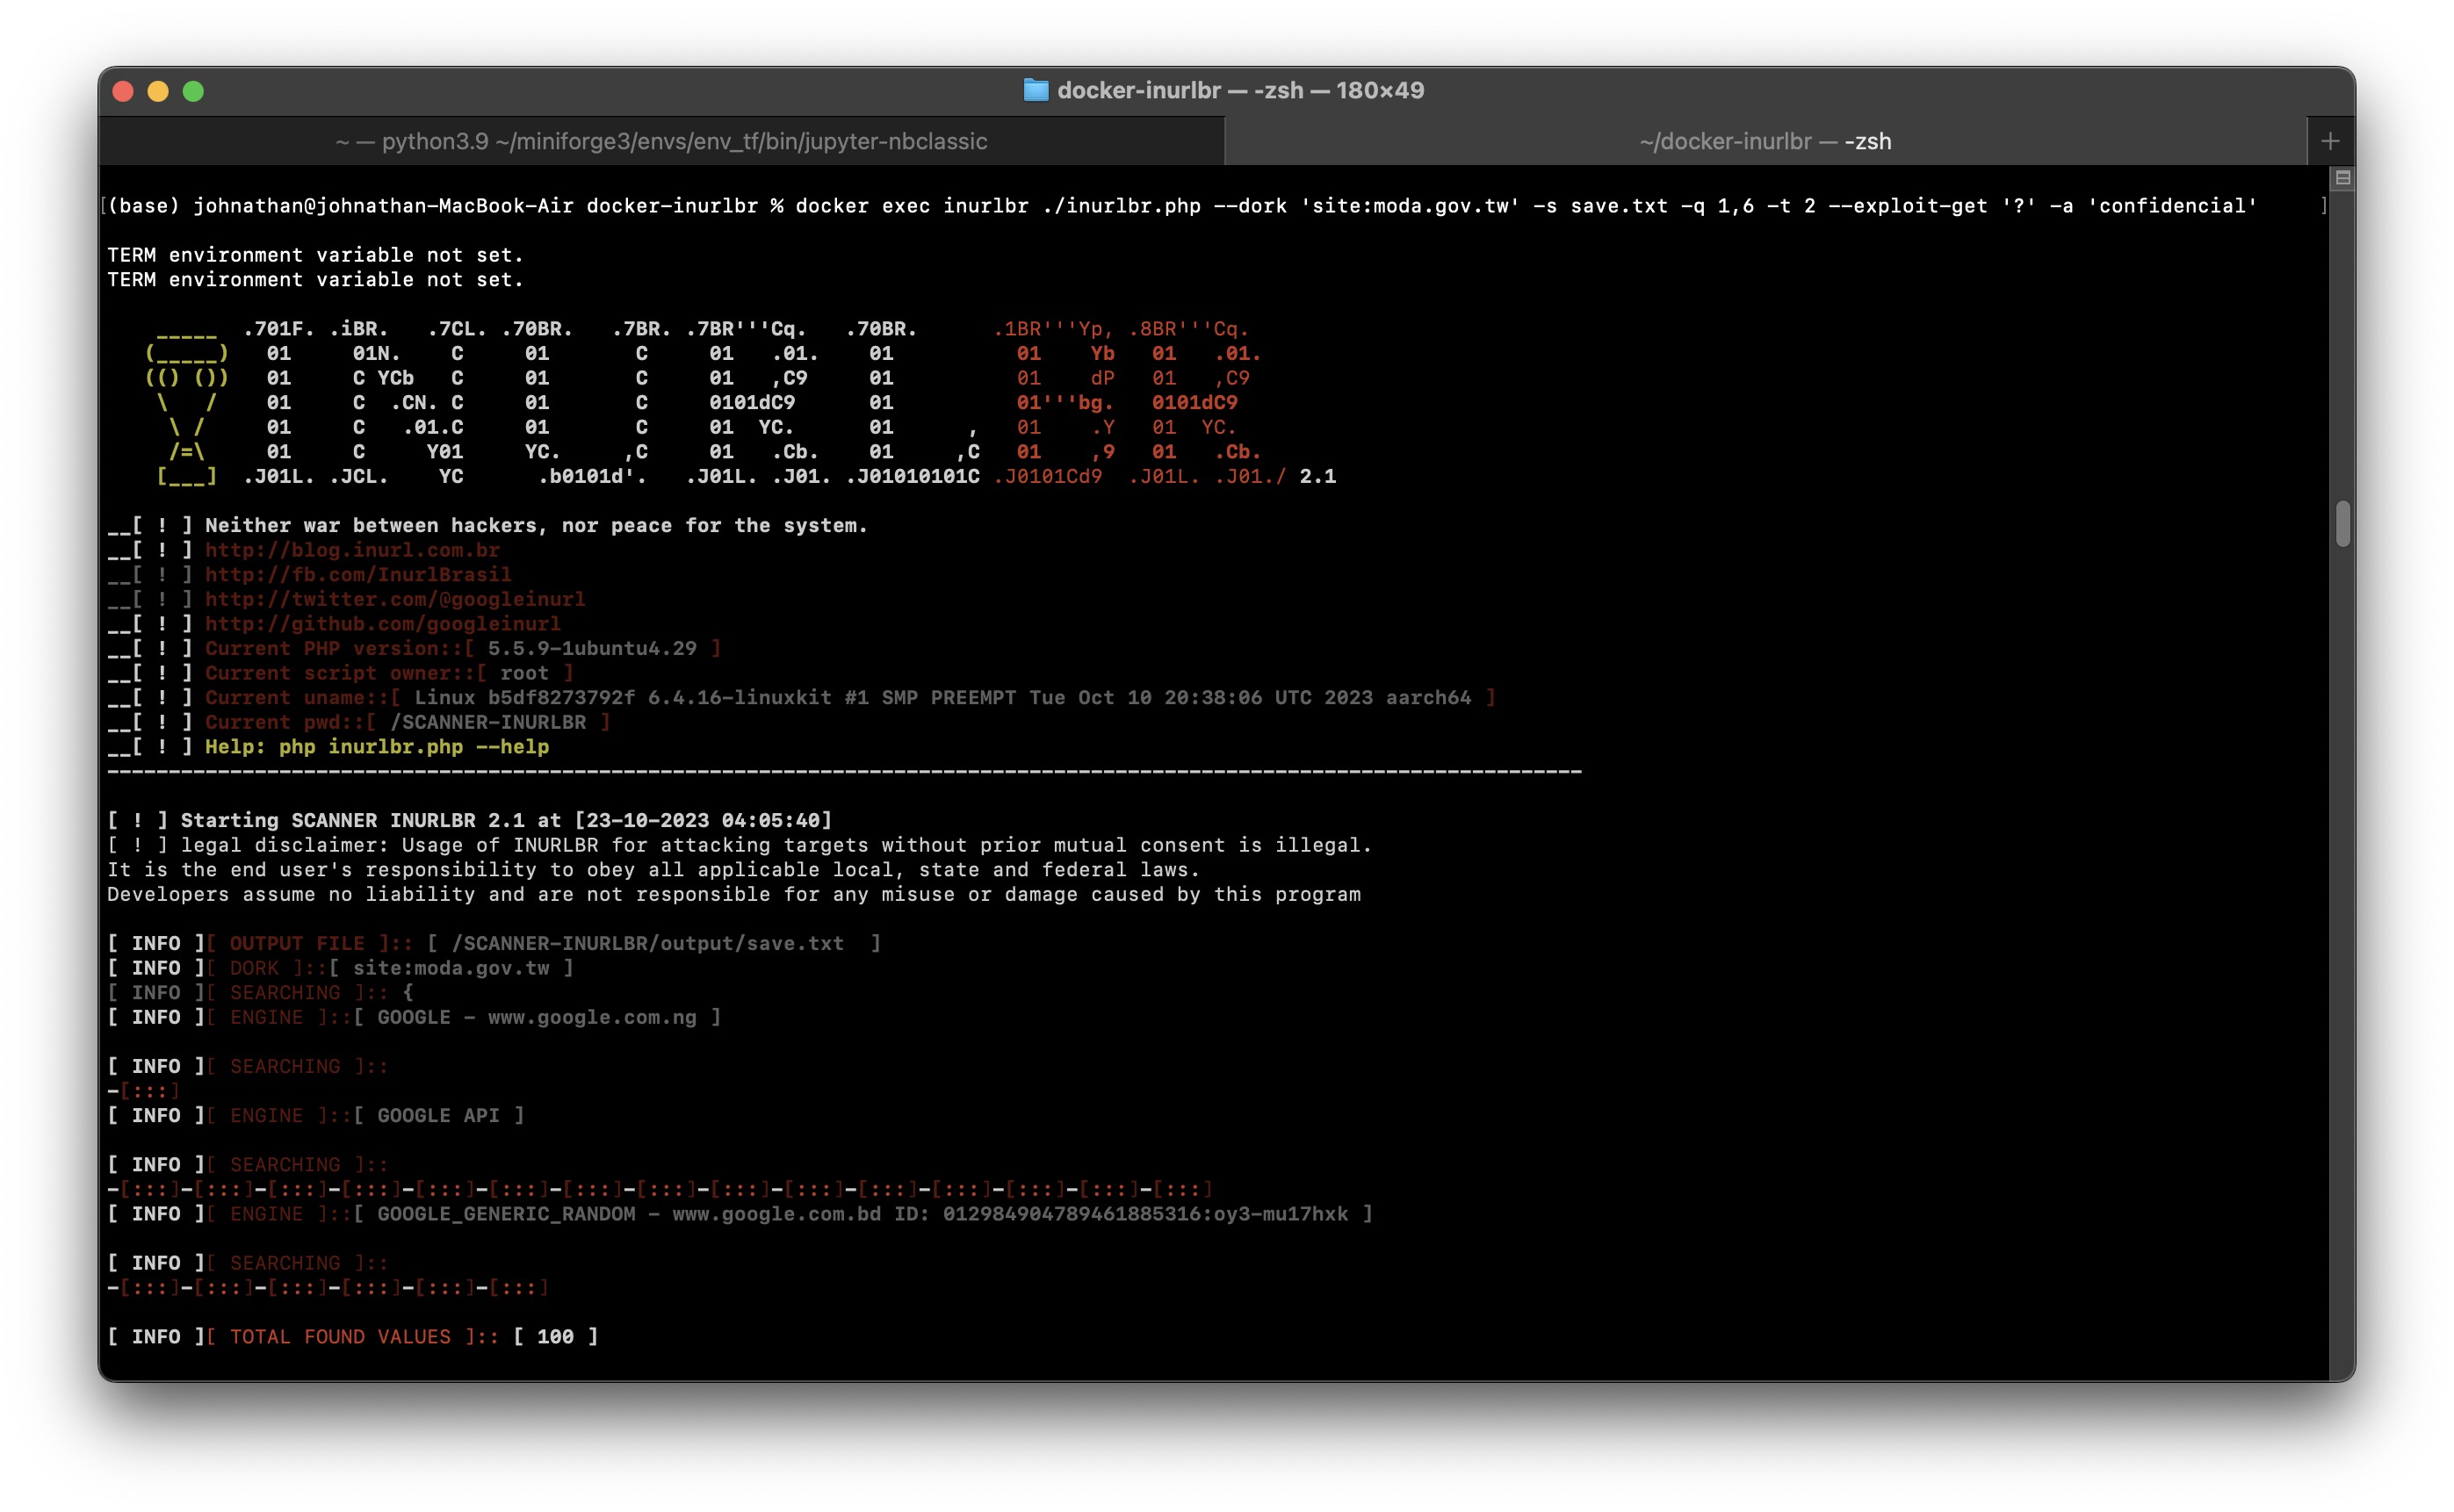 docker-inurlbr — -zsh — 180×49
~ — python3.9 ~/miniforge3/envs/env_tf/bin/jupyter-nbclassic
~/docker-inurlbr — -zsh
+
[(base) johnathan@johnathan-MacBook-Air docker-inurlbr % docker exec inurlbr ./inurlbr.php --dork 'site:moda.gov.tw' -s save.txt -q 1,6 -t 2 --exploit-get '?' -a 'confidencial' ]
TERM environment variable not set.
TERM environment variable not set.
 _____  .701F. .iBR.   .7CL. .70BR.   .7BR. .7BR'''Cq.   .70BR.      .1BR'''Yp, .8BR'''Cq.
(_____)   01     01N.    C     01       C     01   .01.    01          01    Yb   01   .01.
(() ())   01     C YCb   C     01       C     01   ,C9     01          01    dP   01   ,C9
 \   /    01     C  .CN. C     01       C     0101dC9      01          01'''bg.   0101dC9
  \ /     01     C   .01.C     01       C     01  YC.      01      ,   01    .Y   01  YC.
  /=\     01     C     Y01     YC.     ,C     01   .Cb.    01     ,C   01    ,9   01   .Cb.
 [___]  .J01L. .JCL.    YC      .b0101d'.   .J01L. .J01. .J01010101C .J0101Cd9  .J01L. .J01./ 2.1
__[ ! ] Neither war between hackers, nor peace for the system.
__[ ! ] http://blog.inurl.com.br
__[ ! ] http://fb.com/InurlBrasil
__[ ! ] http://twitter.com/@googleinurl
__[ ! ] http://github.com/googleinurl
__[ ! ] Current PHP version::[ 5.5.9-1ubuntu4.29 ]
__[ ! ] Current script owner::[ root ]
__[ ! ] Current uname::[ Linux b5df8273792f 6.4.16-linuxkit #1 SMP PREEMPT Tue Oct 10 20:38:06 UTC 2023 aarch64 ]
__[ ! ] Current pwd::[ /SCANNER-INURLBR ]
__[ ! ] Help: php inurlbr.php --help
------------------------------------------------------------------------------------------------------------------------
[ ! ] Starting SCANNER INURLBR 2.1 at [23-10-2023 04:05:40]
[ ! ] legal disclaimer: Usage of INURLBR for attacking targets without prior mutual consent is illegal.
It is the end user's responsibility to obey all applicable local, state and federal laws.
Developers assume no liability and are not responsible for any misuse or damage caused by this program
[ INFO ][ OUTPUT FILE ]:: [ /SCANNER-INURLBR/output/save.txt  ]
[ INFO ][ DORK ]::[ site:moda.gov.tw ]
[ INFO ][ SEARCHING ]:: {
[ INFO ][ ENGINE ]::[ GOOGLE - www.google.com.ng ]
[ INFO ][ SEARCHING ]::
-[:::]
[ INFO ][ ENGINE ]::[ GOOGLE API ]
[ INFO ][ SEARCHING ]::
-[:::]-[:::]-[:::]-[:::]-[:::]-[:::]-[:::]-[:::]-[:::]-[:::]-[:::]-[:::]-[:::]-[:::]-[:::]
[ INFO ][ ENGINE ]::[ GOOGLE_GENERIC_RANDOM - www.google.com.bd ID: 012984904789461885316:oy3-mu17hxk ]
[ INFO ][ SEARCHING ]::
-[:::]-[:::]-[:::]-[:::]-[:::]-[:::]
[ INFO ][ TOTAL FOUND VALUES ]:: [ 100 ]